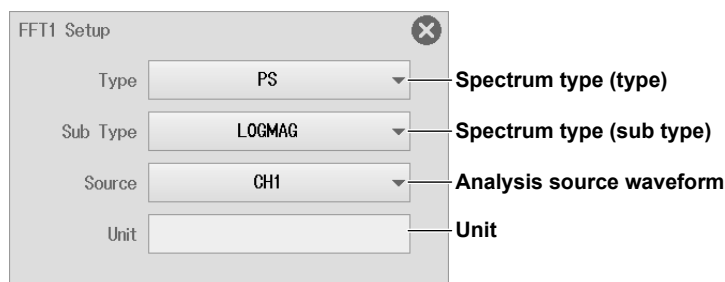 FFT1 Setup
Type PS Spectrum type (type)
Sub Type LOGMAG Spectrum type (sub type)
Source CH1 Analysis source waveform
Unit Unit